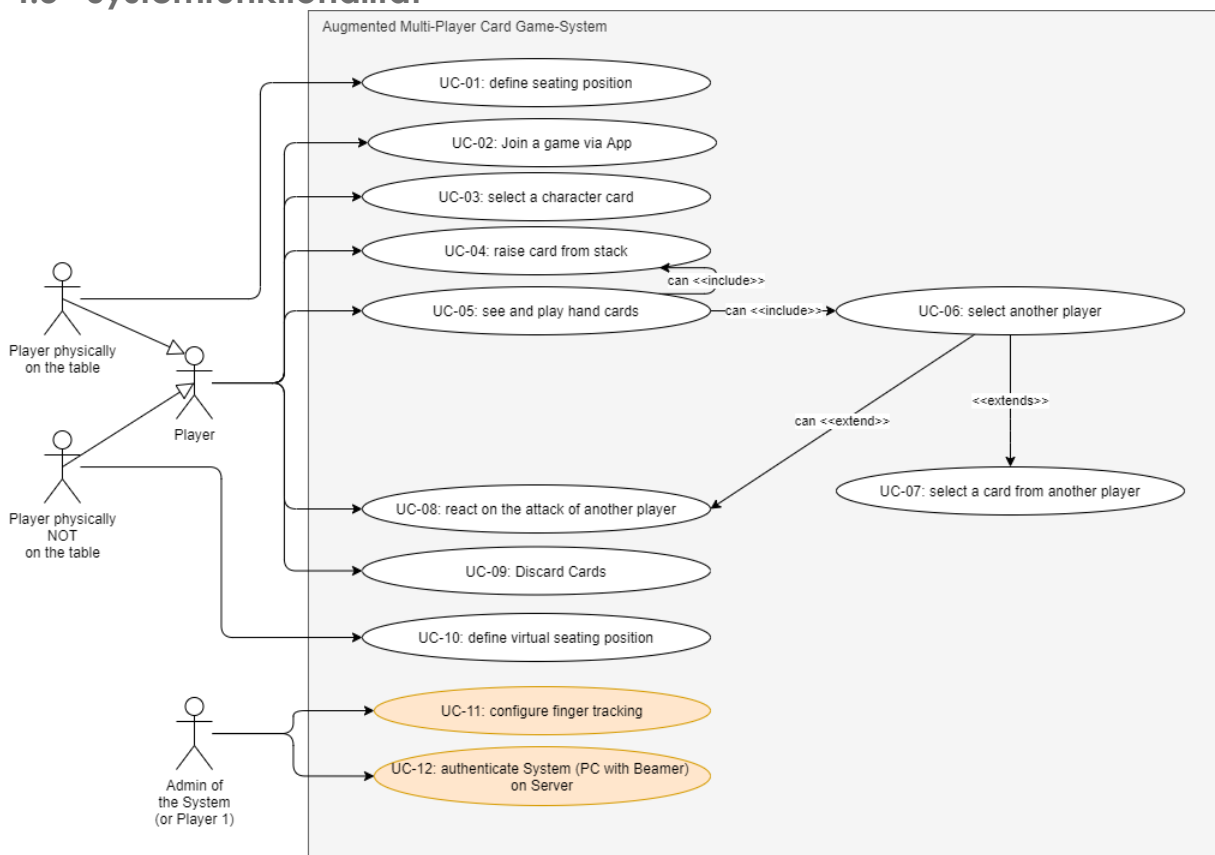 Augmented Multi-Player Card Game-System
UC-01: define seating position
UC-02: Join a game via App
UC-03: select a character card
UC-04: raise card from stack
can <<include>>
UC-05: see and play hand cards
can <<include>>
UC-06: select another player
Player physically
on the table
Player
<<extends>>
can <<extend>>
UC-07: select a card from another player
UC-08: react on the attack of another player
Player physically
NOT
on the table
UC-09: Discard Cards
UC-10: define virtual seating position
UC-11: configure finger tracking
UC-12: authenticate System (PC with Beamer)
on Server
Admin of
the System
(or Player 1)